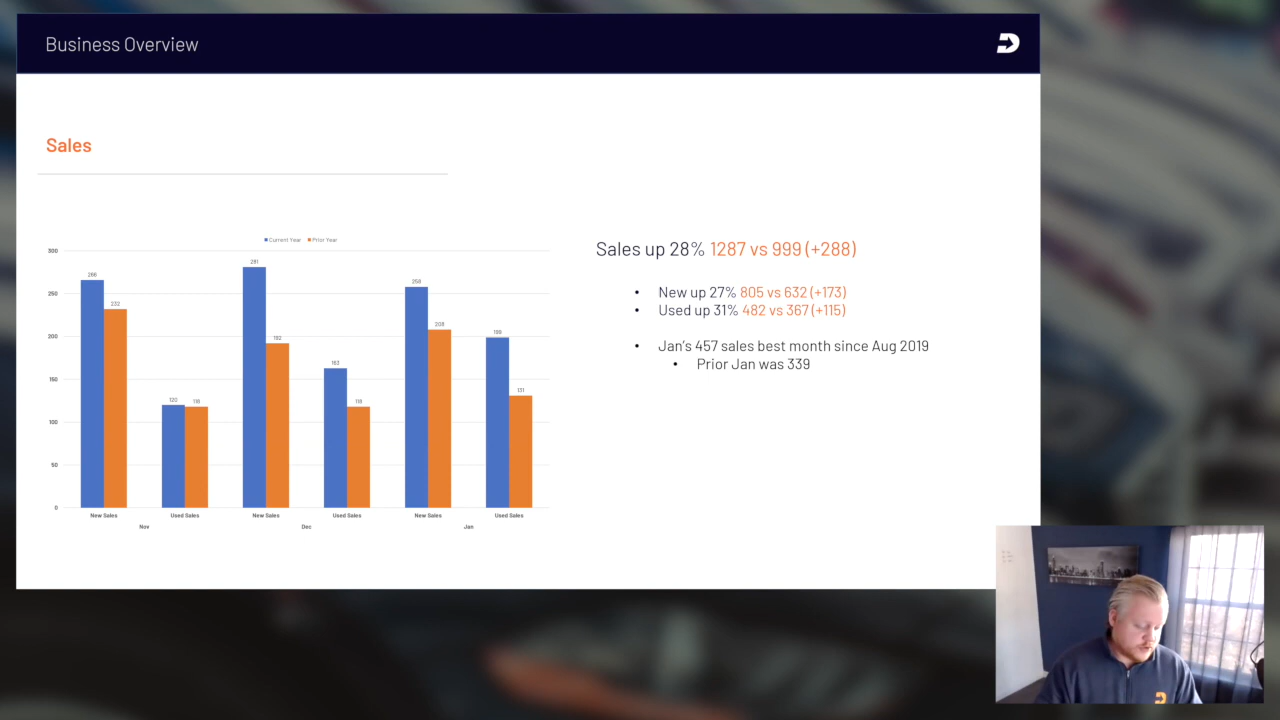 Business Overview
Sales
Current Year Prior Year
300
250
200
150
100
50
0
266
232
120
118
281
192
163
118
258
208
199
131
New Sales Used Sales New Sales Used Sales New Sales Used Sales
Nov Dec Jan
Sales up 28% 1287 vs 999 (+288)
• New up 27% 805 vs 632 (+173)
• Used up 31% 482 vs 367 (+115)
• Jan's 457 sales best month since Aug 2019
• Prior Jan was 339